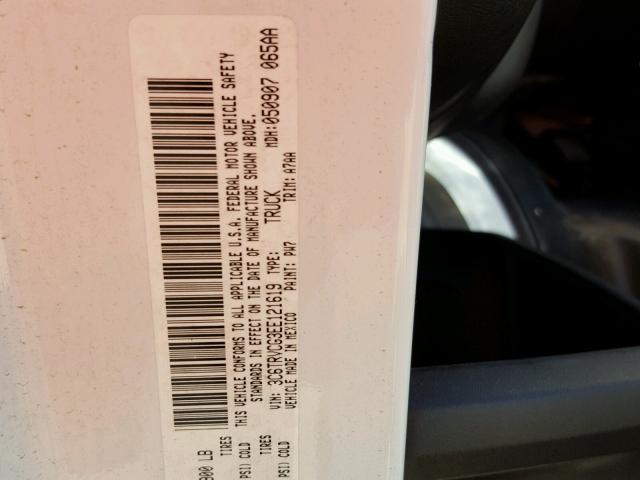 900 LB
TIRES
PSI) COLD
THIS VEHICLE CONFORMS TO ALL APPLICABLE U.S.A. FEDERAL MOTOR VEHICLE SAFETY
STANDARDS IN EFFECT ON THE DATE OF MANUFACTURE SHOWN ABOVE.
VIN: 3C6TRVCG3EE121619 TYPE: TRUCK MDH:050907 065AA
VEHICLE MADE IN MEXICO PAINT: PW7 TRIM: A7AA
TIRES
PSI) COLD